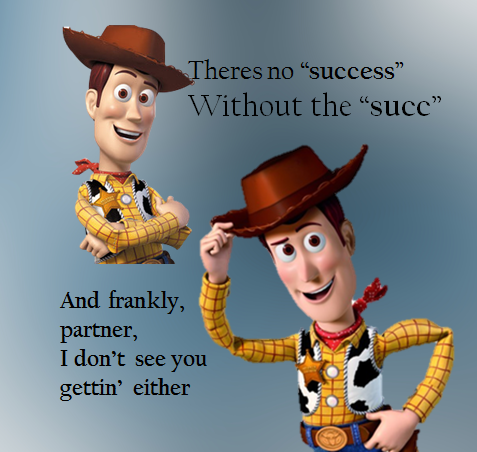 Theres no “success”
Without the “succ”
And frankly,
partner,
I don’t see you
gettin’ either